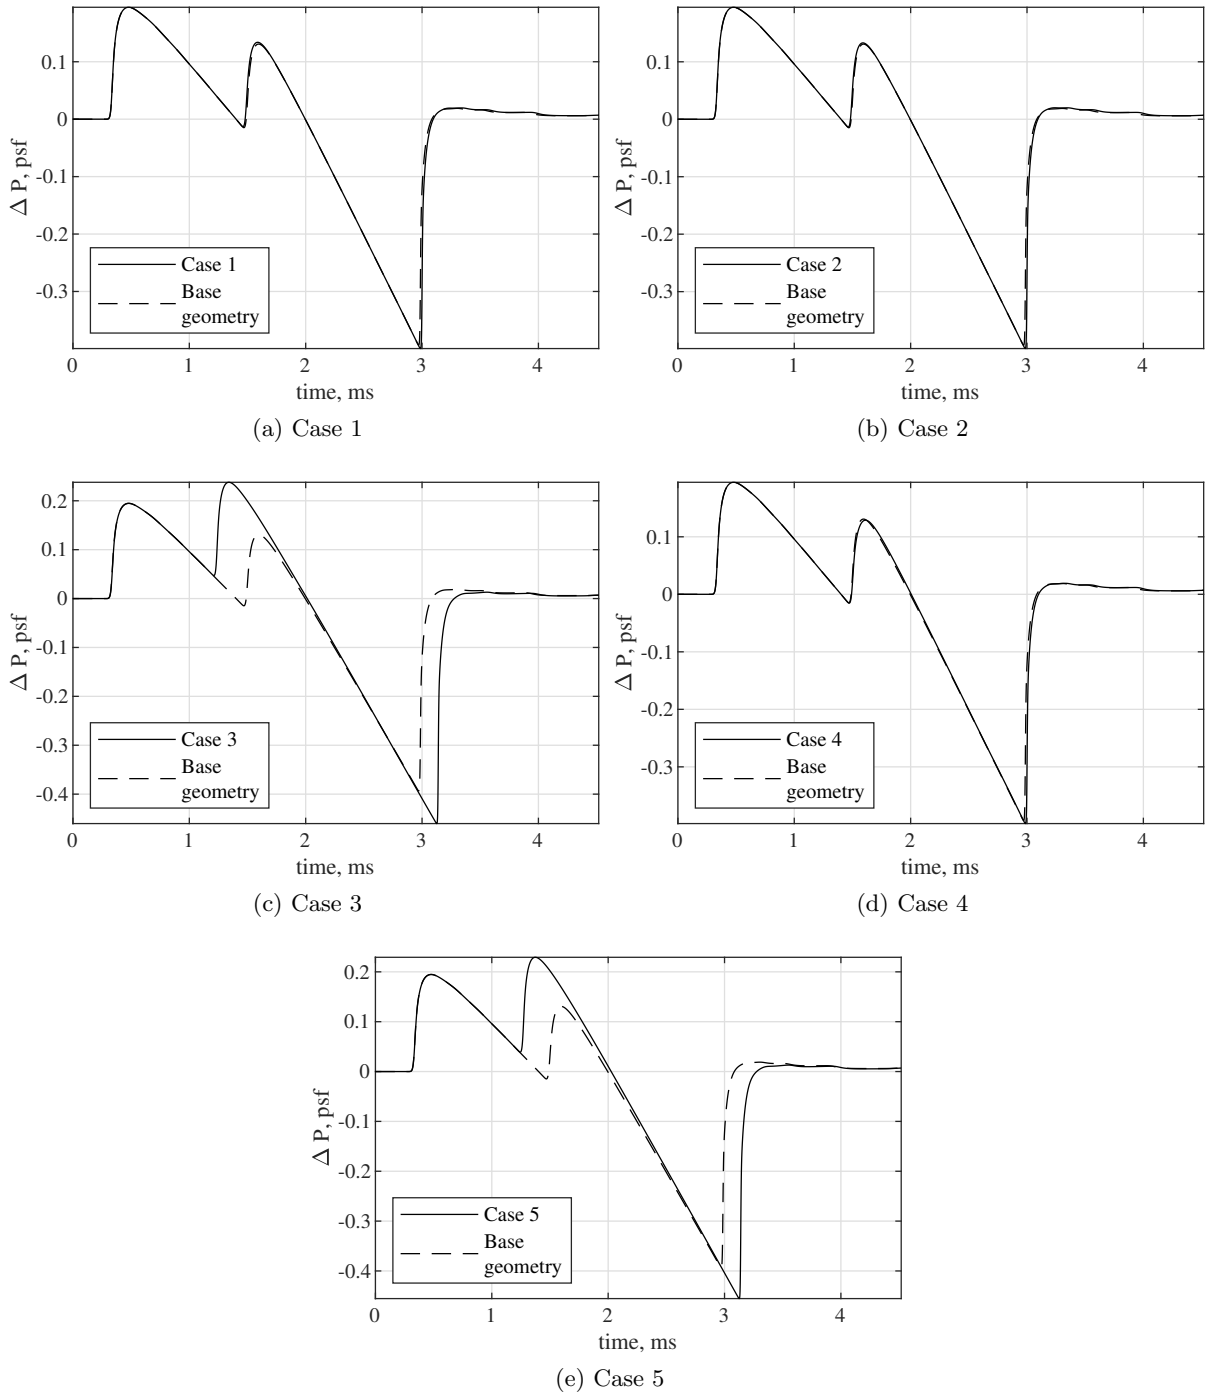 0.1
0
-0.1
-0.2
-0.3
Δ P, psf
Case 1
Base
geometry
0 1 2 3 4
time, ms
(a) Case 1
0.1
0
-0.1
-0.2
-0.3
Δ P, psf
Case 2
Base
geometry
0 1 2 3 4
time, ms
(b) Case 2
0.2
0.1
0
-0.1
-0.2
-0.3
-0.4
Δ P, psf
Case 3
Base
geometry
0 1 2 3 4
time, ms
(c) Case 3
0.1
0
-0.1
-0.2
-0.3
Δ P, psf
Case 4
Base
geometry
0 1 2 3 4
time, ms
(d) Case 4
0.2
0.1
0
-0.1
-0.2
-0.3
-0.4
Δ P, psf
Case 5
Base
geometry
0 1 2 3 4
time, ms
(e) Case 5